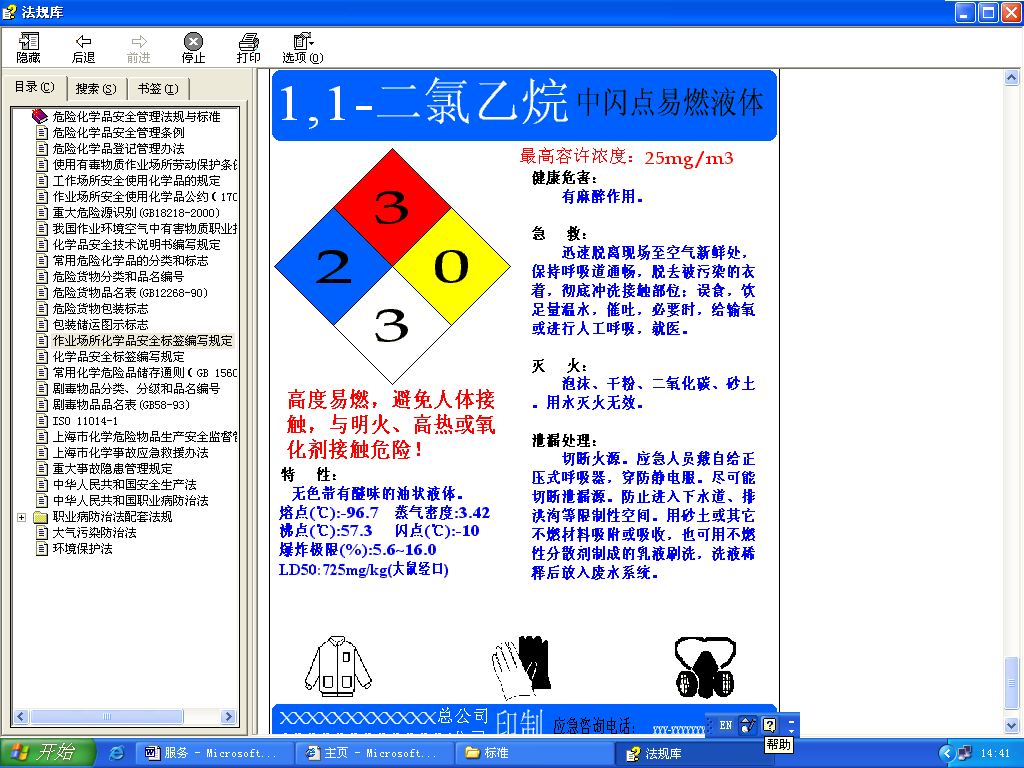 法规库
隐藏
后退
前进
停止
打印
选项(O)
目录(C)
搜索(S)
书签(I)
危险化学品安全管理法规与标准
危险化学品安全管理条例
危险化学品登记管理办法
使用有毒物质作业场所劳动保护条
工作场所安全使用化学品的规定
作业场所安全使用化学品公约(170
重大危险源识别(GB18218-2000)
我国作业环境空气中有害物质职业
化学品安全技术说明书编写规定
常用危险化学品的分类和标志
危险货物分类和品名编号
危险货物品名表(GB12268-90)
危险货物包装标志
包装储运图示标志
作业场所化学品安全标签编写规定
化学品安全标签编写规定
常用化学危险品储存通则(GB 1560
剧毒物品分类、分级和品名编号
剧毒物品品名表(GB58-93)
ISO 11014-1
上海市化学危险物品生产安全监督
上海市化学事故应急救援办法
重大事故隐患管理规定
中华人民共和国安全生产法
中华人民共和国职业病防治法
职业病防治法配套法规
大气污染防治法
环境保护法
1,1-二氯乙烷 中闪点易燃液体
3
2
0
3
高度易燃，避免人体接
触，与明火、高热或氧
化剂接触危险！
特 性：
无色带有醚味的油状液体。
熔点(℃):-96.7 蒸气密度:3.42
沸点(℃):57.3 闪点(℃):-10
爆炸极限(%):5.6~16.0
LD50:725mg/kg(大鼠经口)
最高容许浓度：25mg/m3
健康危害：
有麻醉作用。
急 救：
迅速脱离现场至空气新鲜处，
保持呼吸道通畅，脱去被污染的衣
着，彻底冲洗接触部位；误食，饮
足量温水，催吐，必要时，给输氧
或进行人工呼吸，就医。
灭 火：
泡沫、干粉、二氧化碳、砂土
。用水灭火无效。
泄漏处理：
切断火源。应急人员戴自给正
压式呼吸器，穿防静电服。尽可能
切断泄漏源。防止进入下水道、排
洪沟等限制性空间。用砂土或其它
不燃材料吸附或吸收，也可用不燃
性分散剂制成的乳液刷洗，洗液稀
释后放入废水系统。
XXXXXXXXXXXX总公司
印制 应急咨询电话:
EN
帮助
开始
服务 - Microsoft...
主页 - Microsoft...
标准
法规库
14:41